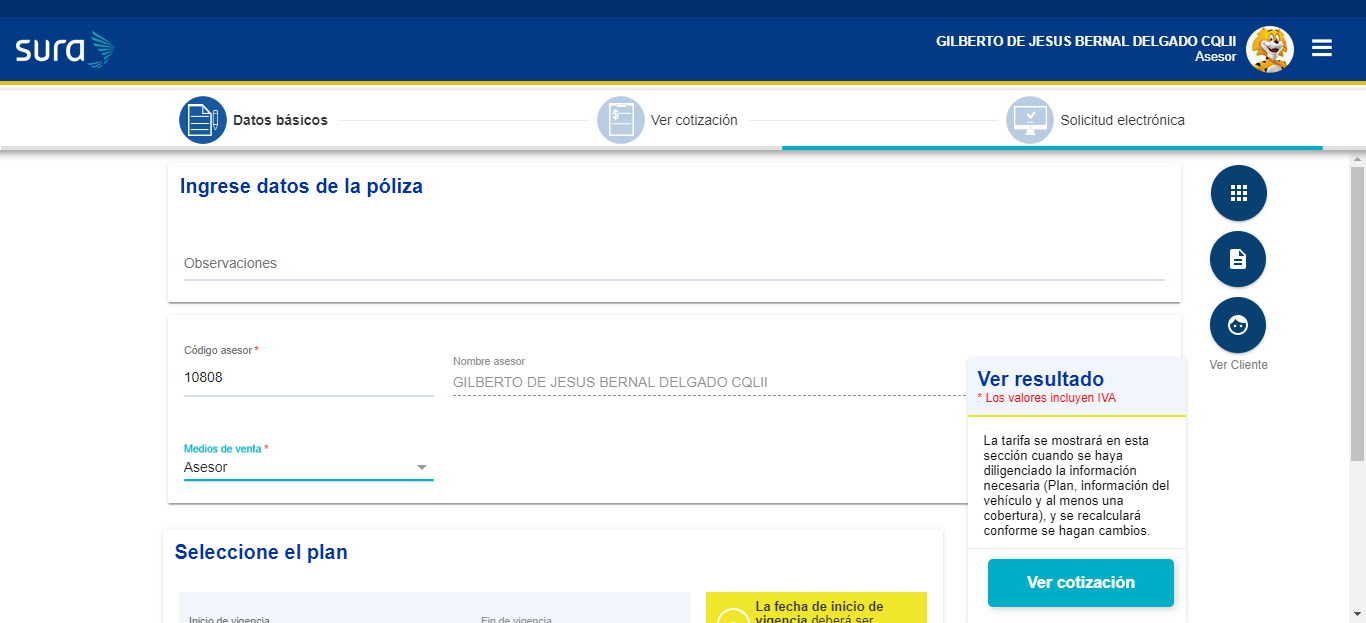 sura
GILBERTO DE JESUS BERNAL DELGADO CQLII
Asesor
Datos básicos
Ver cotización
Solicitud electrónica
Ingrese datos de la póliza
Observaciones
Código asesor *
10808
Nombre asesor
GILBERTO DE JESUS BERNAL DELGADO CQLII
Medios de venta *
Asesor
Ver Cliente
Ver resultado
* Los valores incluyen IVA
La tarifa se mostrará en esta
sección cuando se haya
diligenciado la información
necesaria (Plan, información del
vehículo y al menos una
cobertura), y se recalculará
conforme se hagan cambios.
Ver cotización
Seleccione el plan
Inicio de vigencia
Fin de vigencia
La fecha de inicio de
vigencia deberá ser